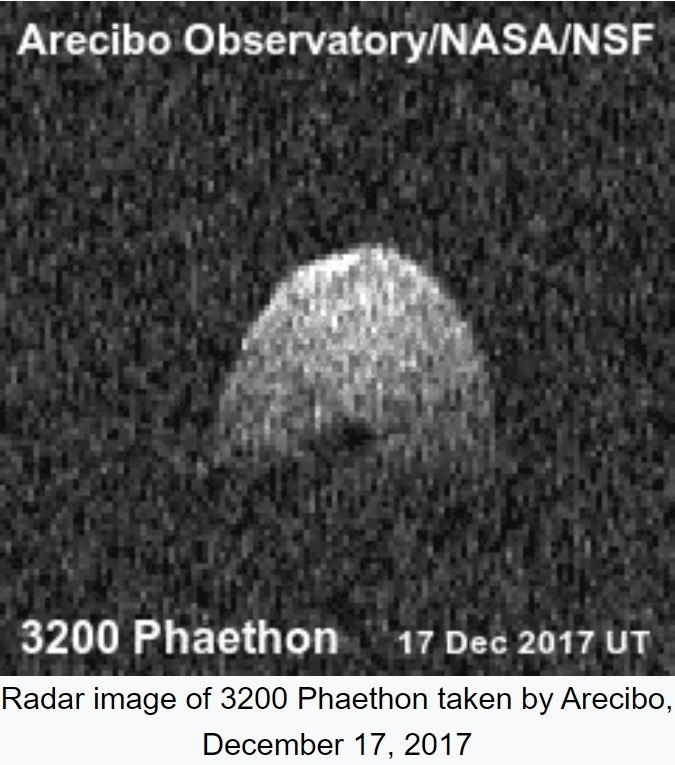 Arecibo Observatory/NASA/NSF
3200 Phaethon 17 Dec 2017 UT
Radar image of 3200 Phaethon taken by Arecibo,
December 17, 2017